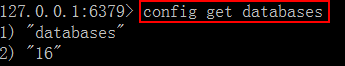 127.0.0.1:6379> config get databases
1) "databases"
2) "16"